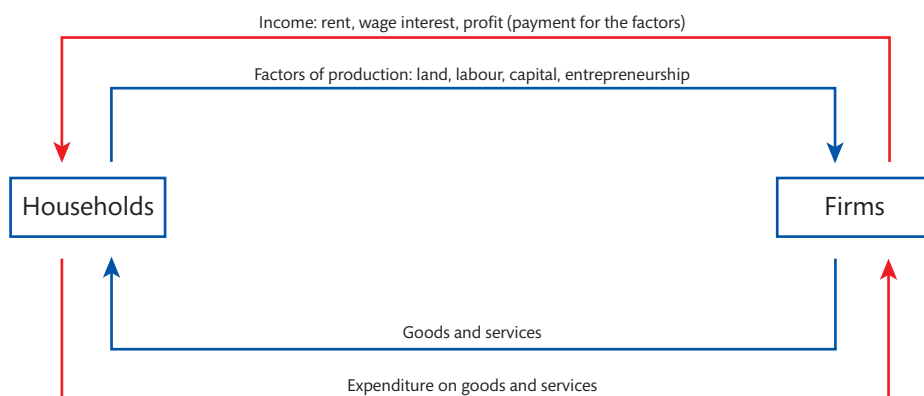 Income: rent, wage interest, profit (payment for the factors)
Factors of production: land, labour, capital, entrepreneurship
Households
Firms
Goods and services
Expenditure on goods and services